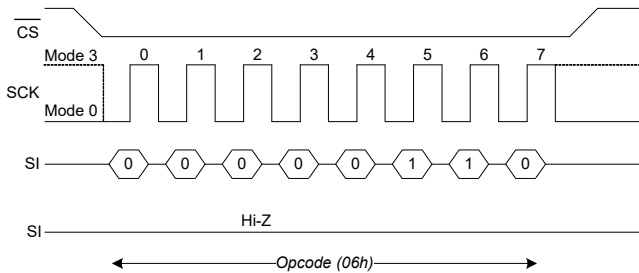 CS
Mode 3 0 1 2 3 4 5 6 7
SCK
Mode 0
SI 0 0 0 0 0 1 1 0
Hi-Z
SI
Opcode (06h)